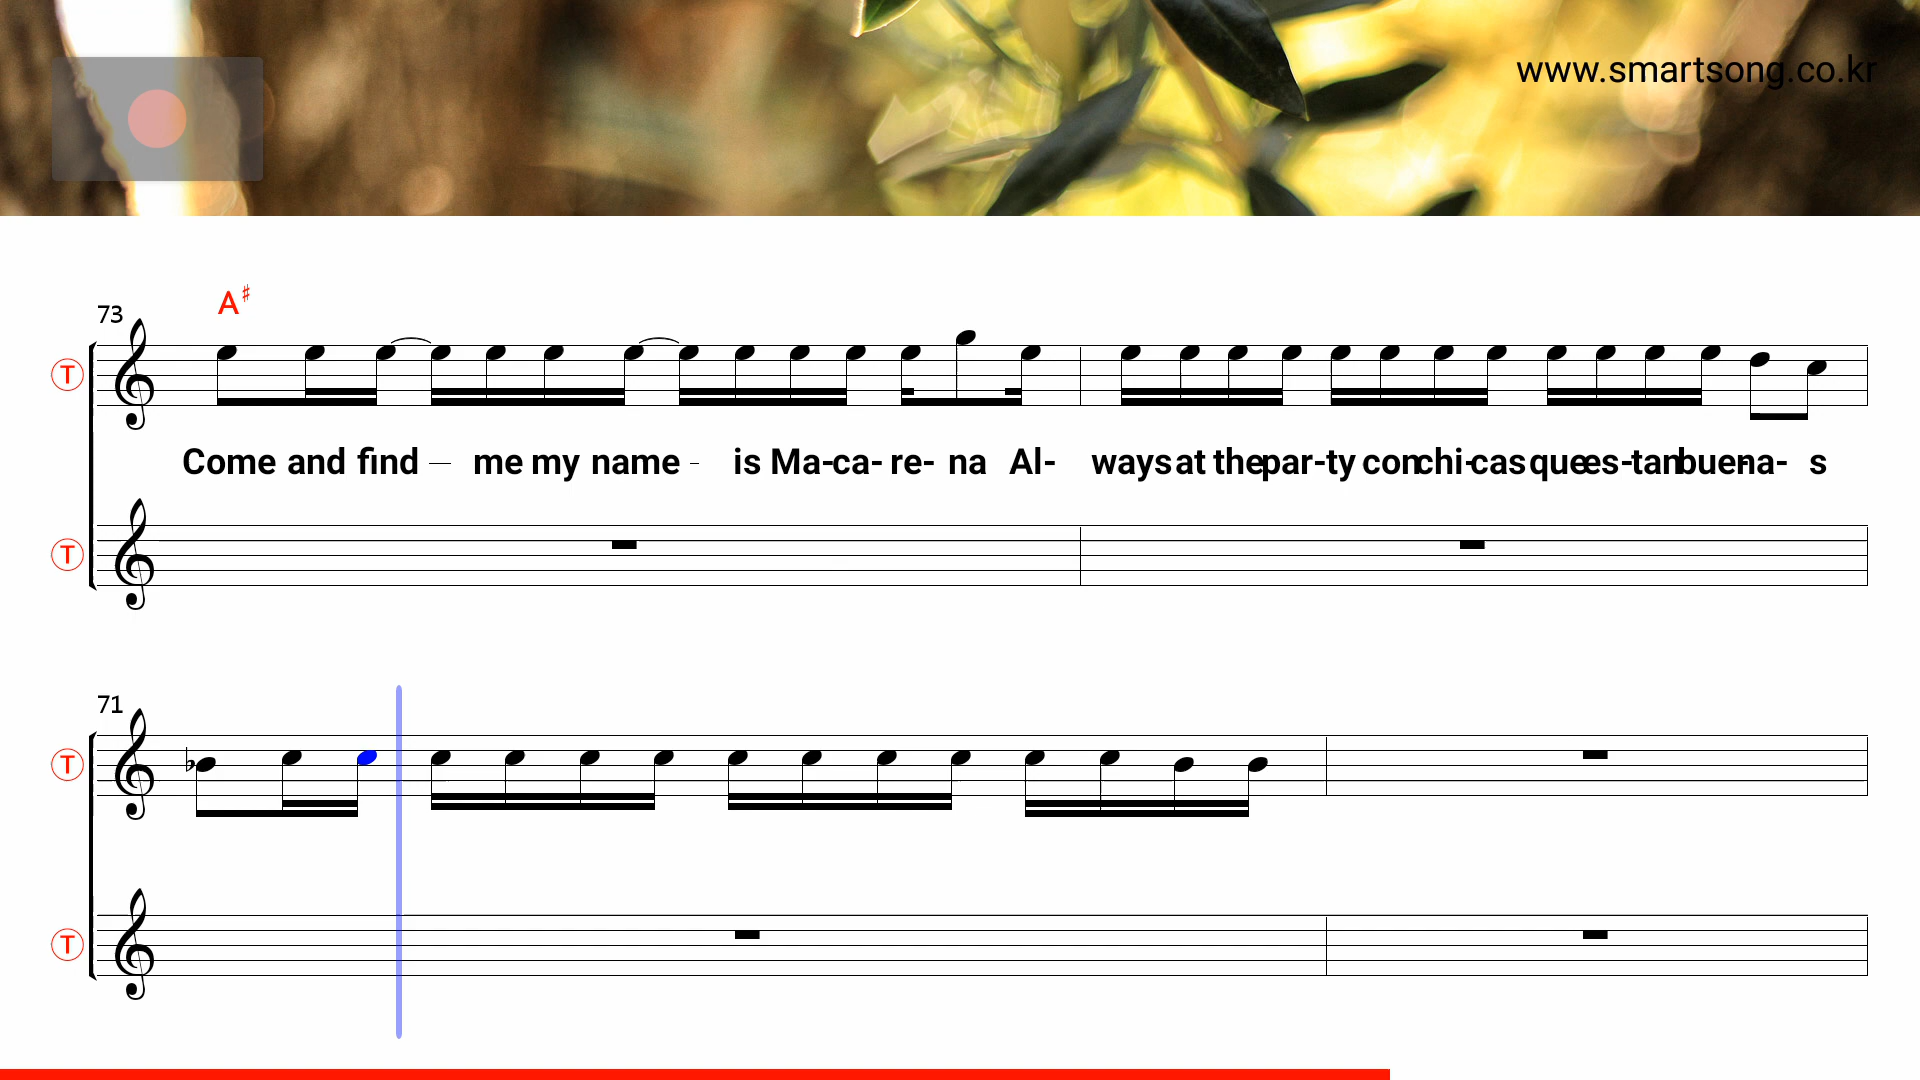 www.smartsong.co.kr
A♯
73
T
Come and find — me my name - is Ma-ca- re- na Al- ways at the par-ty con chi-cas que es-tan buen-na- s
T
71
T
T